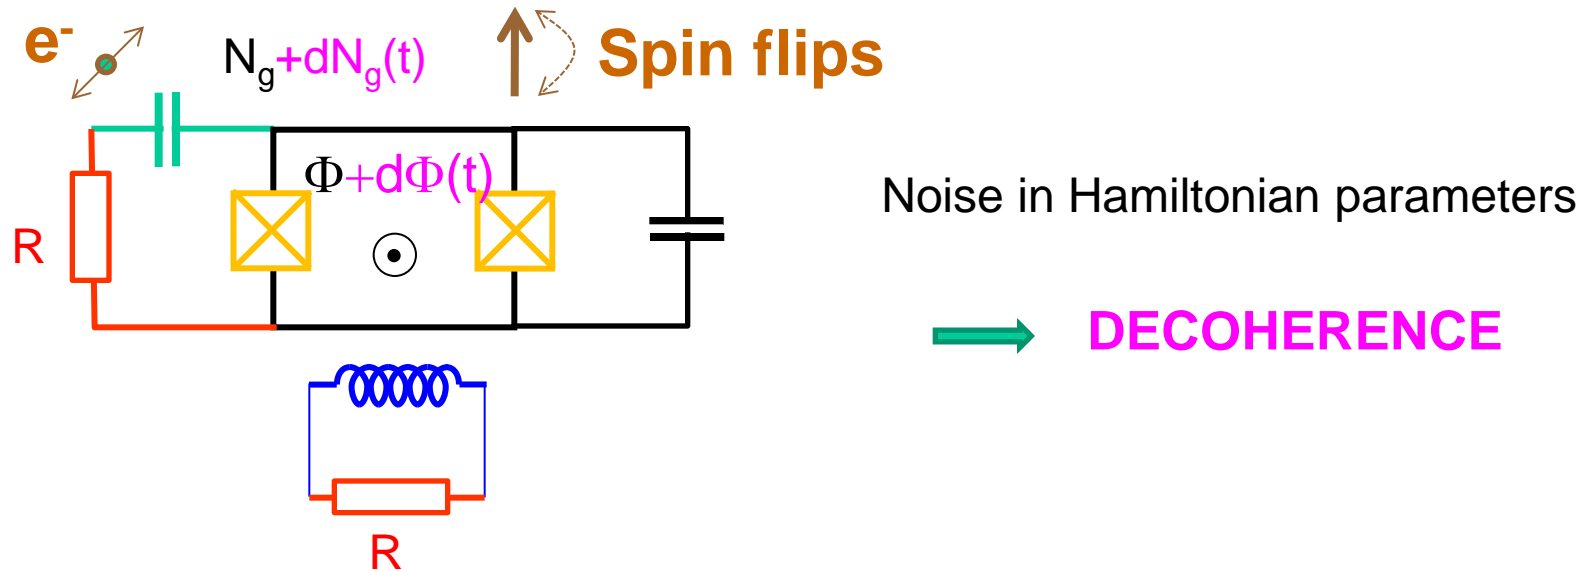 e-
Ng+dNg(t)
Spin flips
Φ+dΦ(t)
R
Noise in Hamiltonian parameters
DECOHERENCE
R